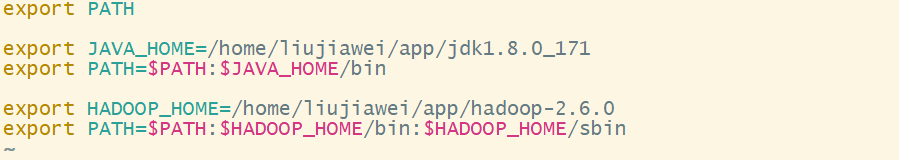 export PATH
export JAVA_HOME=/home/liujiawei/app/jdk1.8.0_171
export PATH=$PATH:$JAVA_HOME/bin
export HADOOP_HOME=/home/liujiawei/app/hadoop-2.6.0
export PATH=$PATH:$HADOOP_HOME/bin:$HADOOP_HOME/sbin
~